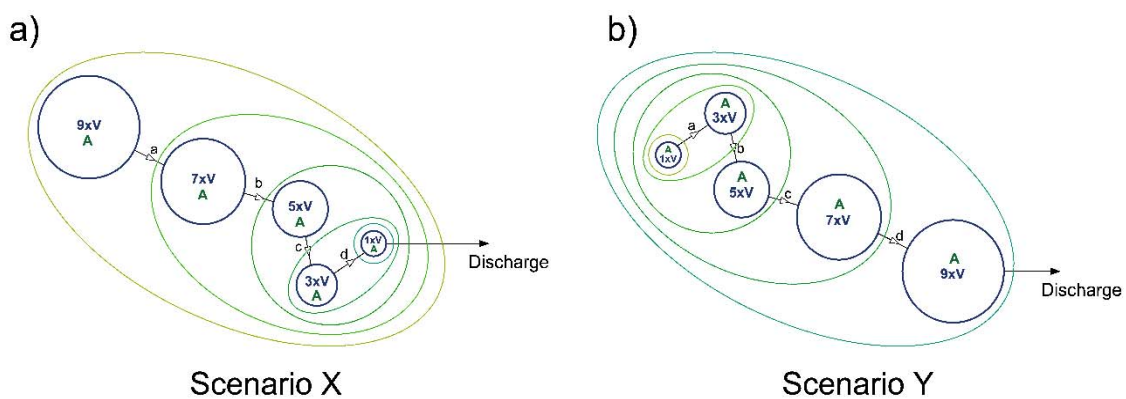 a)
9xV
A
a
7xV
A
b
5xV
A
c
3xV
A
d
1xV
A
Discharge
Scenario X
b)
A
1xV
a
A
3xV
b
A
5xV
c
A
7xV
d
A
9xV
Discharge
Scenario Y